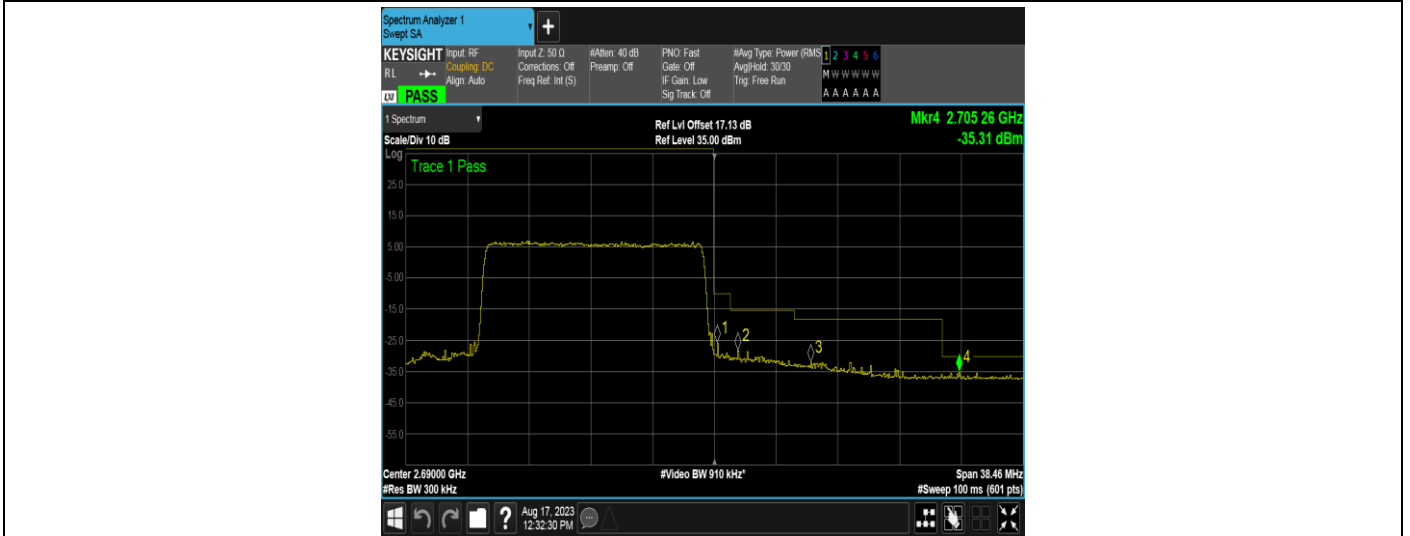 Spectrum Analyzer 1
Swept SA
+
KEYSIGHT Input: RF Input Z: 50 Ω #Atten: 40 dB PNO: Fast #Avg Type: Power (RMS 1 2 3 4 5 6
RL Coupling: DC Corrections: Off Preamp: Off Gate: Off Avg|Hold: 30/30 M W W W W W
Align: Auto Freq Ref: Int (S) IF Gain: Low Trig: Free Run
LXI PASS Sig Track: Off A A A A A A
1 Spectrum Ref Lvl Offset 17.13 dB Mkr4 2.705 26 GHz
Scale/Div 10 dB Ref Level 35.00 dBm -35.31 dBm
Log
Trace 1 Pass
25.0
15.0
5.00
-5.00
-15.0
1
2
-25.0
3
4
-35.0
-45.0
-55.0
Center 2.69000 GHz #Video BW 910 kHz* Span 38.46 MHz
#Res BW 300 kHz #Sweep 100 ms (601 pts)
? Aug 17, 2023
12:32:30 PM